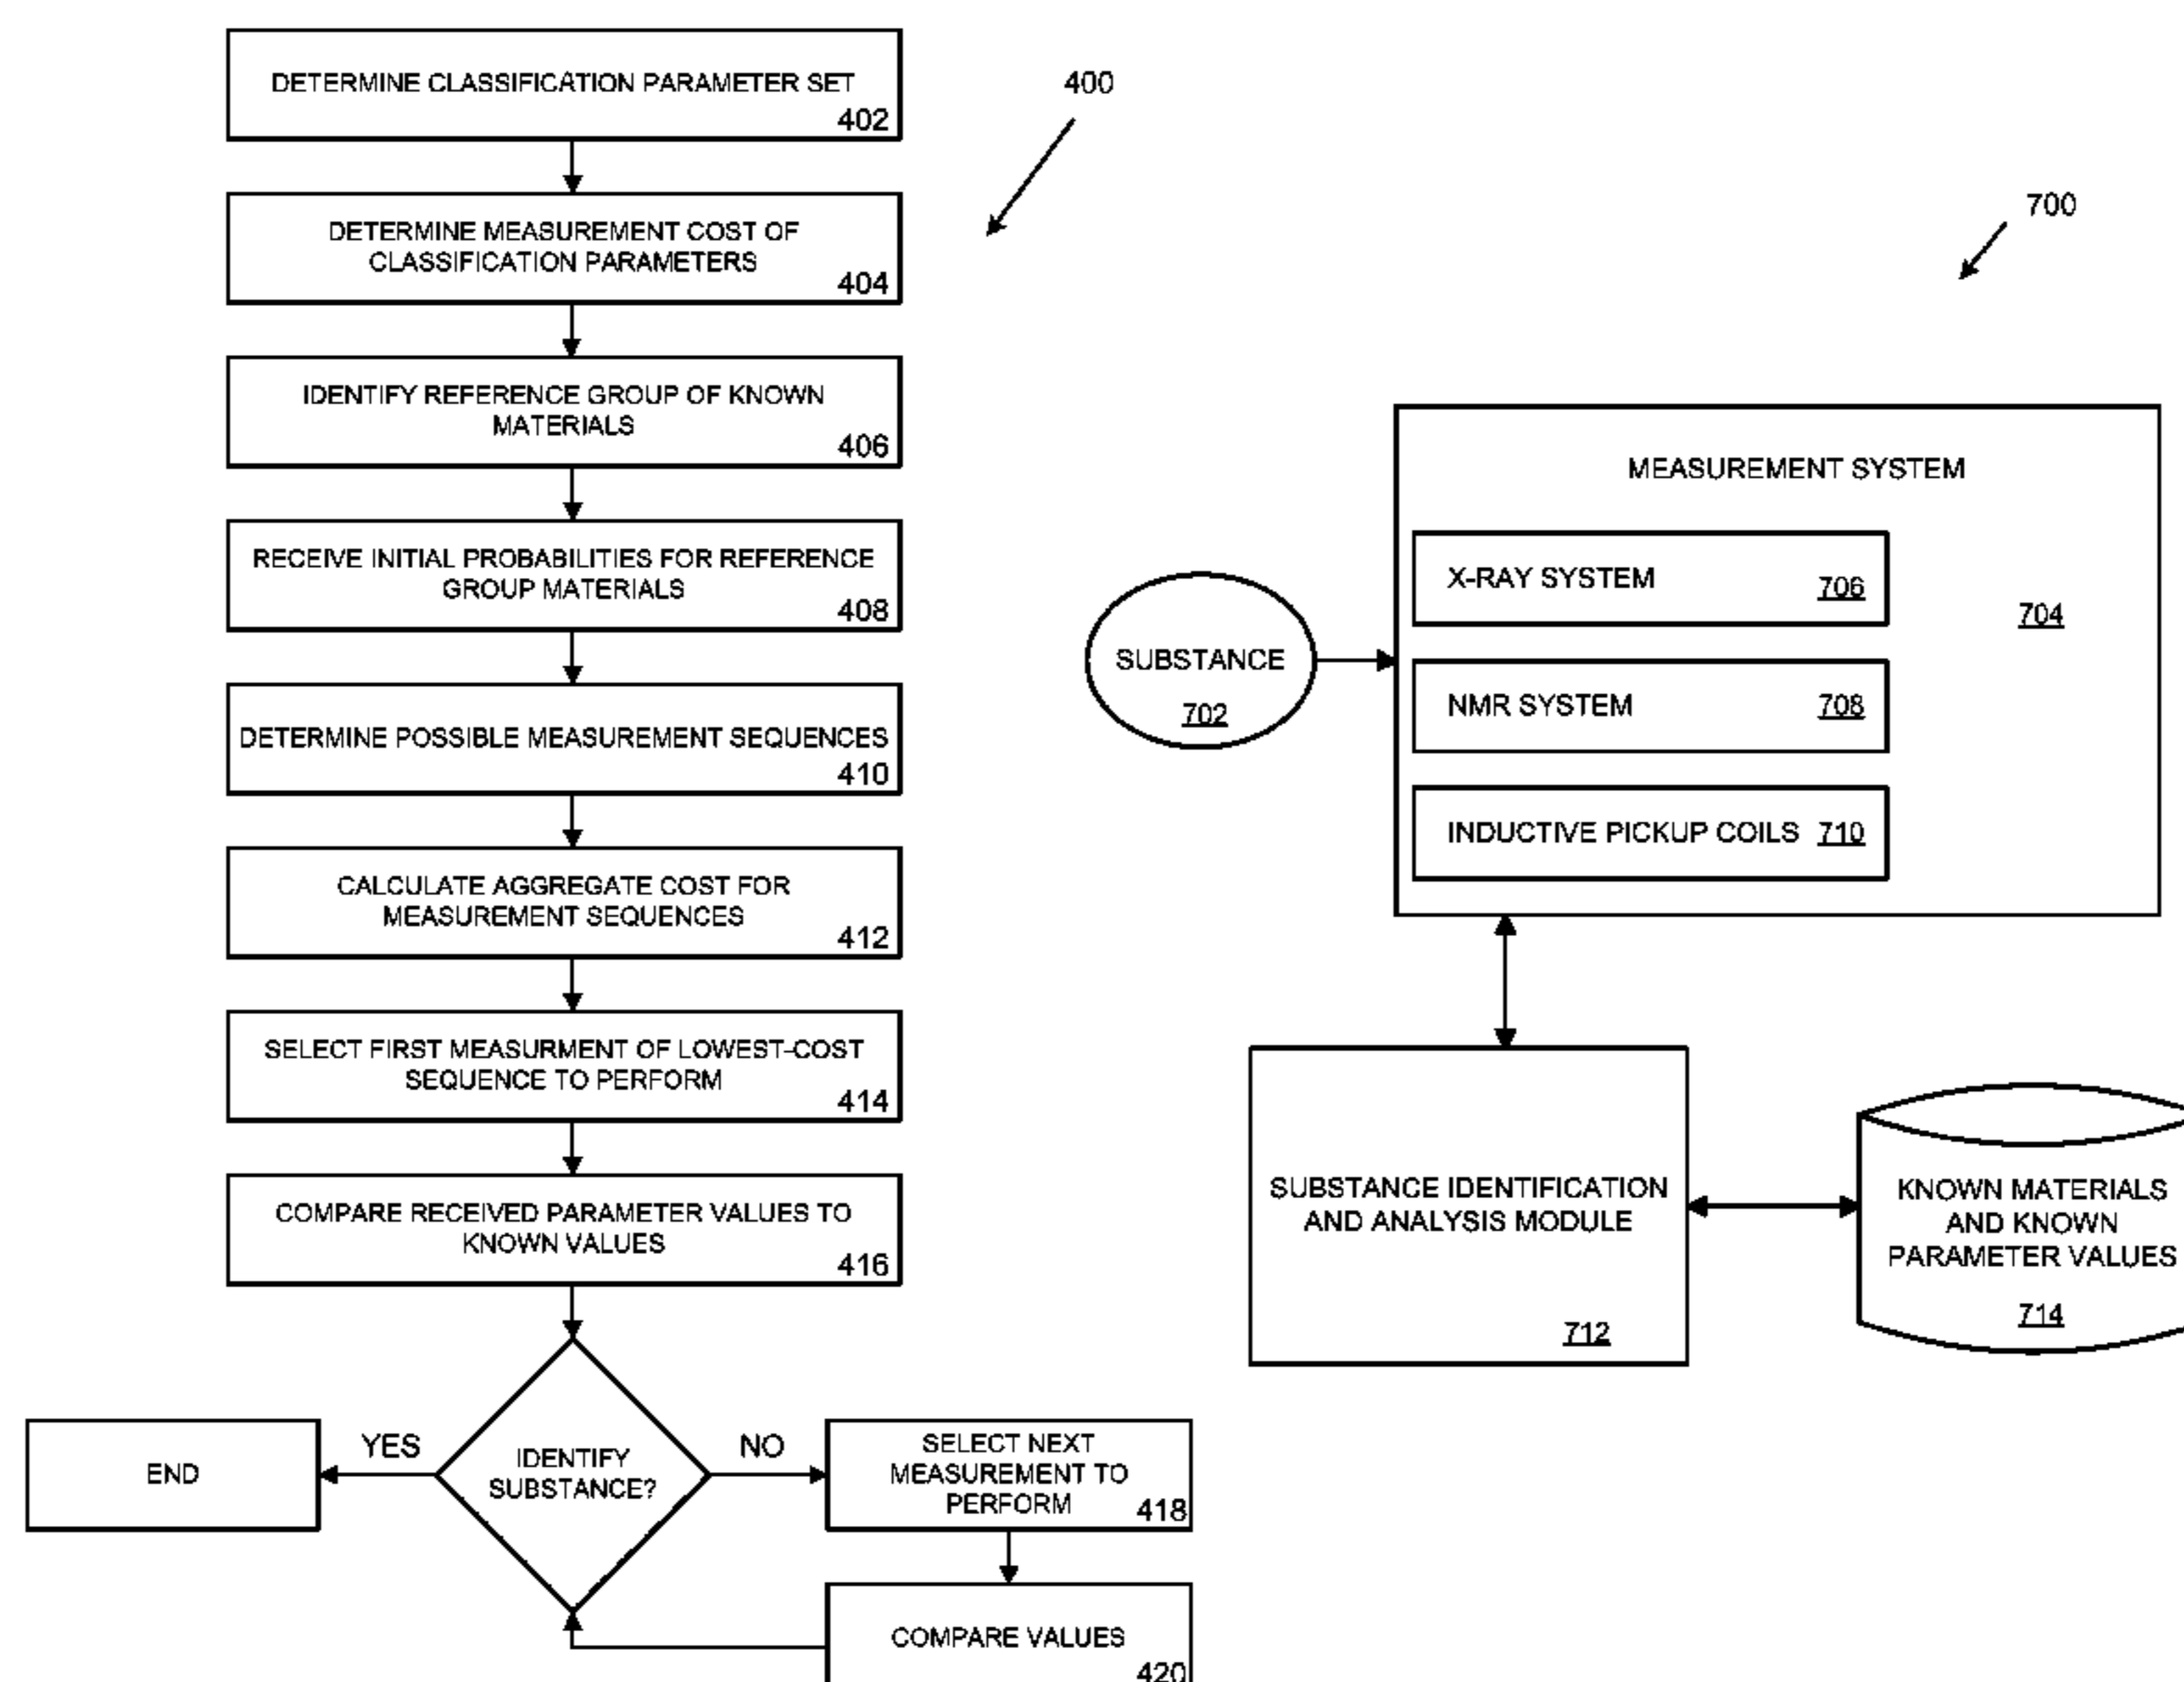 DETERMINE CLASSIFICATION PARAMETER SET
402
DETERMINE MEASUREMENT COST OF
CLASSIFICATION PARAMETERS
404
IDENTIFY REFERENCE GROUP OF KNOWN
MATERIALS
406
RECEIVE INITIAL PROBABILITIES FOR REFERENCE
GROUP MATERIALS
408
DETERMINE POSSIBLE MEASUREMENT SEQUENCES
410
CALCULATE AGGREGATE COST FOR
MEASUREMENT SEQUENCES
412
SELECT FIRST MEASURMENT OF LOWEST-COST
SEQUENCE TO PERFORM
414
COMPARE RECEIVED PARAMETER VALUES TO
KNOWN VALUES
416
IDENTIFY
SUBSTANCE?
YES
END
NO
SELECT NEXT
MEASUREMENT TO
PERFORM
418
COMPARE VALUES
420
400
700
SUBSTANCE
702
MEASUREMENT SYSTEM
704
X-RAY SYSTEM 706
NMR SYSTEM 708
INDUCTIVE PICKUP COILS 710
SUBSTANCE IDENTIFICATION
AND ANALYSIS MODULE
712
KNOWN MATERIALS
AND KNOWN
PARAMETER VALUES
714